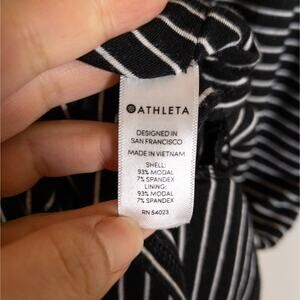 ATHLETA
DESIGNED IN
SAN FRANCISCO
MADE IN VIETNAM
SHELL:
93% MODAL
7% SPANDEX
LINING:
93% MODAL
7% SPANDEX
RN 54023